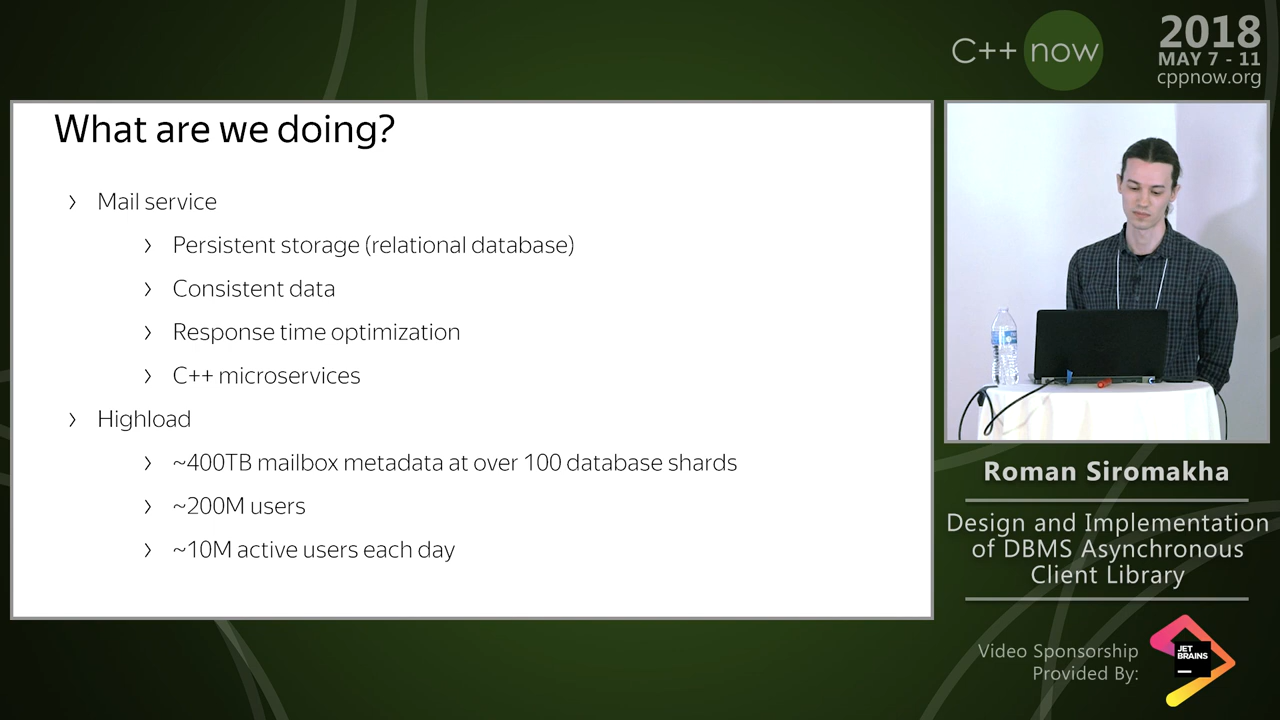 C++ now
2018
MAY 7 - 11
cppnow.org
What are we doing?
› Mail service
› Persistent storage (relational database)
› Consistent data
› Response time optimization
› C++ microservices
› Highload
› ~400TB mailbox metadata at over 100 database shards
› ~200M users
› ~10M active users each day
Roman Siromakha
Design and Implementation
of DBMS Asynchronous
Client Library
Video Sponsorship
Provided By:
JET
BRAINS